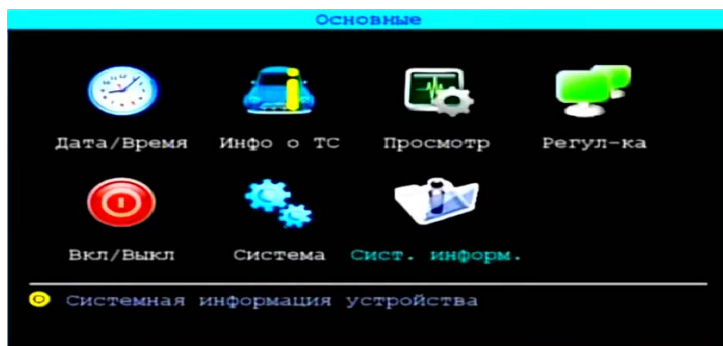 Основные
Дата/Время Инфо о ТС Просмотр Регул-ка
Вкл/Выкл Система Сист. информ.
Системная информация устройства